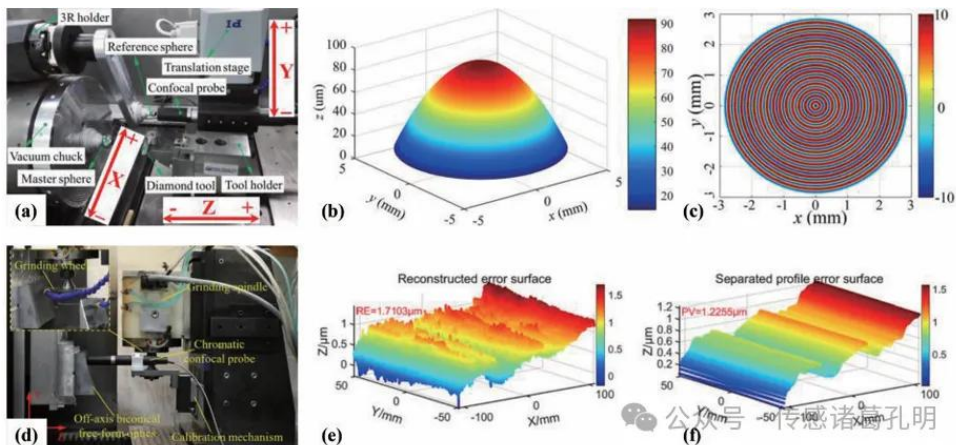 3R holder
Reference sphere
Translation stage
Confocal probe
PI
Y
+
-
Vacuum chuck
Master sphere
X
+
-
Diamond tool
Tool holder
- Z +
(a)
(b)
100
80
60
40
20
0
z (um)
5
0
-5
y (mm)
-5
0
5
x (mm)
90
80
70
60
50
40
30
20
(c)
3
2
1
0
-1
-2
-3
y (mm)
-3 -2 -1 0 1 2 3
x (mm)
10
0
-10
Grinding wheel
Grinding spindle
Chromatic
confocal probe
Off-axis biconical
free-form optics
Calibration mechanism
(d)
Reconstructed error surface
RE=1.7103μm
Z/μm
1
0.5
0
50
0
-50
Y/mm
-100
0
100
X/mm
1.5
1
0.5
0
(e)
Separated profile error surface
PV=1.2255μm
Z/μm
1.2
1
0.8
0.6
0.4
0.2
50
0
-50
Y/mm
-100
0
100
X/mm
1.5
1
0.5
0
(f)
公众号 · 传感诸葛孔明